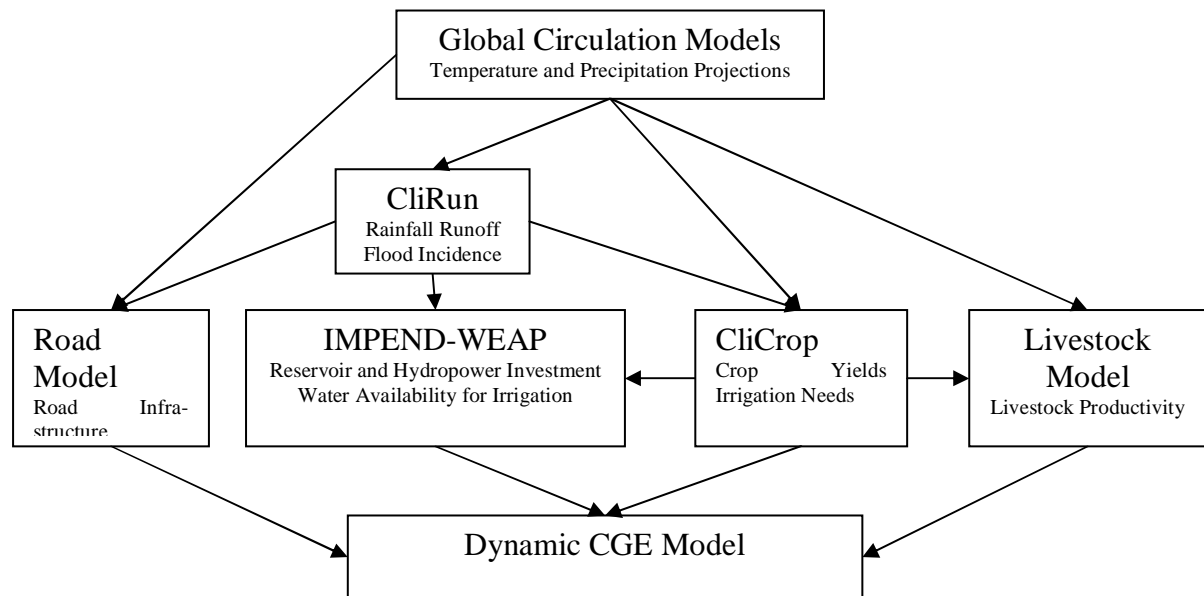 Global Circulation Models
Temperature and Precipitation Projections
CliRun
Rainfall Runoff
Flood Incidence
Road
Model
Road Infra-
structure
IMPEND-WEAP
Reservoir and Hydropower Investment
Water Availability for Irrigation
CliCrop
Crop Yields
Irrigation Needs
Livestock
Model
Livestock Productivity
Dynamic CGE Model